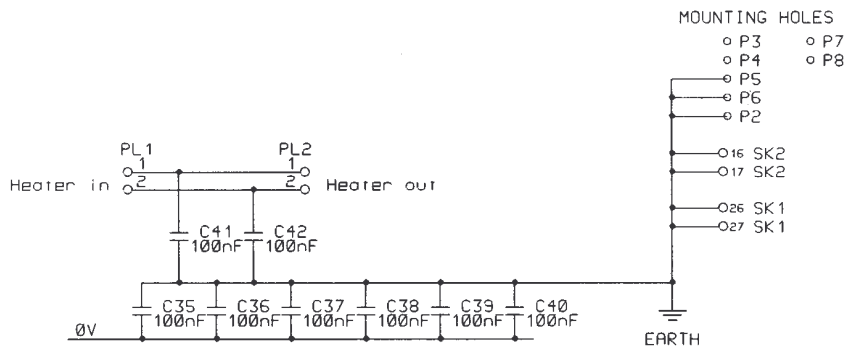 MOUNTING HOLES
P3 P7
P4 P8
P5
P6
P2
PL1 PL2
1 1
16 SK2
Heater in 2 2 Heater out
17 SK2
26 SK1
C41 C42
27 SK1
100nF 100nF
C35 C36 C37 C38 C39 C40
100nF 100nF 100nF 100nF 100nF 100nF
0V
EARTH